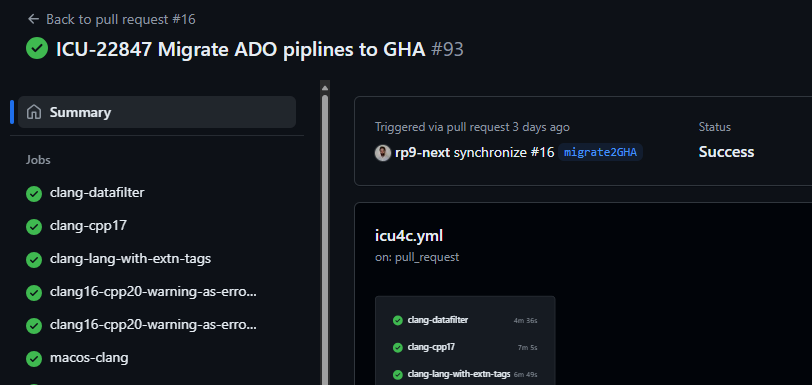 Back to pull request #16
ICU-22847 Migrate ADO piplines to GHA #93
Summary
Jobs
clang-datafilter
clang-cpp17
clang-lang-with-extn-tags
clang16-cpp20-warning-as-erro...
clang16-cpp20-warning-as-erro...
macos-clang
Triggered via pull request 3 days ago
rp9-next synchronize #16 migrate2GHA
Status
Success
icu4c.yml
on: pull_request
clang-datafilter 4m 36s
clang-cpp17 7m 5s
clang-lang-with-extn-tags 6m 49s